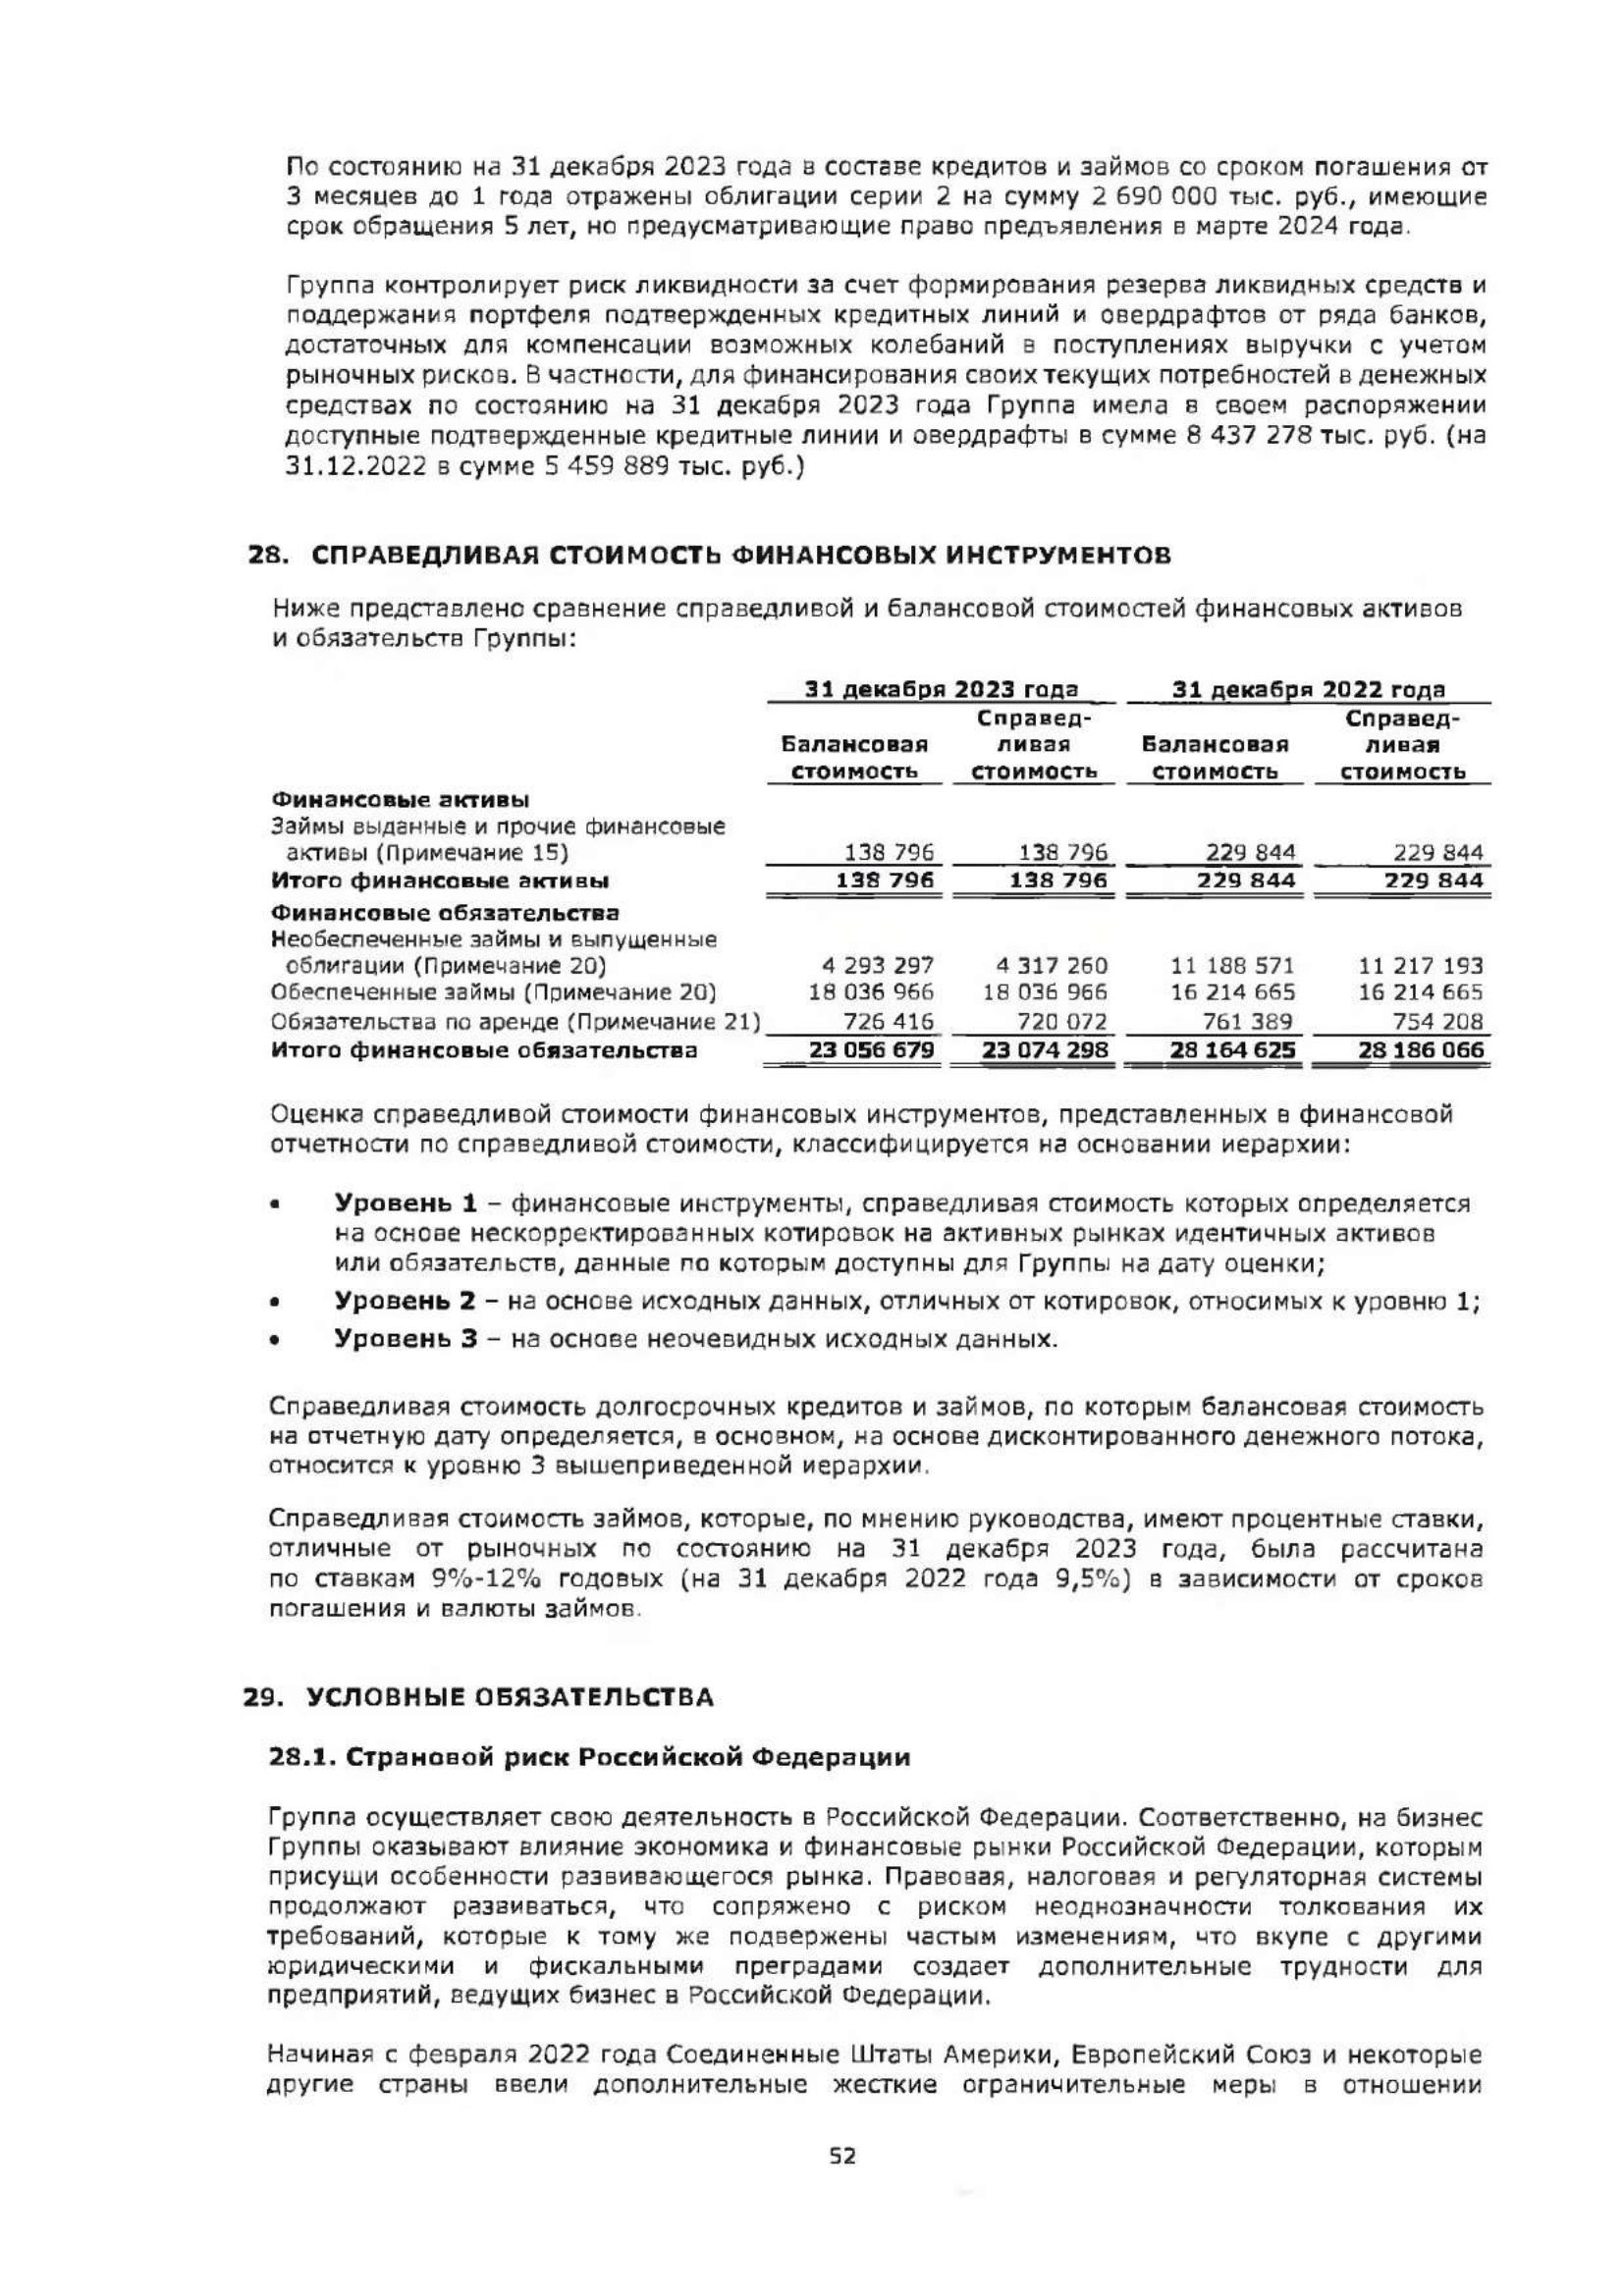 По состоянию на 31 декабря 2023 года в составе кредитов и займов со сроком погашения от
3 месяцев до 1 года отражены облигации серии 2 на сумму 2 690 000 тыс. руб., имеющие
срок обращения 5 лет, но предусматривающие право предъявления в марте 2024 года.
Группа контролирует риск ликвидности за счет формирования резерва ликвидных средств и
поддержания портфеля подтвержденных кредитных линий и овердрафтов от ряда банков,
достаточных для компенсации возможных колебаний в поступлениях выручки с учетом
рыночных рисков. В частности, для финансирования своих текущих потребностей в денежных
средствах по состоянию на 31 декабря 2023 года Группа имела в своем распоряжении
доступные подтвержденные кредитные линии и овердрафты в сумме 8 437 278 тыс. руб. (на
31.12.2022 в сумме 5 459 889 тыс. руб.)
28. СПРАВЕДЛИВАЯ СТОИМОСТЬ ФИНАНСОВЫХ ИНСТРУМЕНТОВ
Ниже представлено сравнение справедливой и балансовой стоимостей финансовых активов
и обязательств Группы:
31 декабря 2023 года 31 декабря 2022 года
Справед- Справед-
Балансовая ливая Балансовая ливая
стоимость стоимость стоимость стоимость
Финансовые активы
Займы выданные и прочие финансовые
активы (Примечание 15) 138 796 138 796 229 844 229 844
Итого финансовые активы 138 796 138 796 229 844 229 844
Финансовые обязательства
Необеспеченные займы и выпущенные
облигации (Примечание 20) 4 293 297 4 317 260 11 188 571 11 217 193
Обеспеченные займы (Примечание 20) 18 036 966 18 036 966 16 214 665 16 214 665
Обязательства по аренде (Примечание 21) 726 416 720 072 761 389 754 208
Итого финансовые обязательства 23 056 679 23 074 298 28 164 625 28 186 066
Оценка справедливой стоимости финансовых инструментов, представленных в финансовой
отчетности по справедливой стоимости, классифицируется на основании иерархии:
• Уровень 1 – финансовые инструменты, справедливая стоимость которых определяется
на основе нескорректированных котировок на активных рынках идентичных активов
или обязательств, данные по которым доступны для Группы на дату оценки;
• Уровень 2 – на основе исходных данных, отличных от котировок, относимых к уровню 1;
• Уровень 3 – на основе неочевидных исходных данных.
Справедливая стоимость долгосрочных кредитов и займов, по которым балансовая стоимость
на отчетную дату определяется, в основном, на основе дисконтированного денежного потока,
относится к уровню 3 вышеприведенной иерархии.
Справедливая стоимость займов, которые, по мнению руководства, имеют процентные ставки,
отличные от рыночных по состоянию на 31 декабря 2023 года, была рассчитана
по ставкам 9%-12% годовых (на 31 декабря 2022 года 9,5%) в зависимости от сроков
погашения и валюты займов.
29. УСЛОВНЫЕ ОБЯЗАТЕЛЬСТВА
28.1. Страновой риск Российской Федерации
Группа осуществляет свою деятельность в Российской Федерации. Соответственно, на бизнес
Группы оказывают влияние экономика и финансовые рынки Российской Федерации, которым
присущи особенности развивающегося рынка. Правовая, налоговая и регуляторная системы
продолжают развиваться, что сопряжено с риском неоднозначности толкования их
требований, которые к тому же подвержены частым изменениям, что вкупе с другими
юридическими и фискальными преградами создает дополнительные трудности для
предприятий, ведущих бизнес в Российской Федерации.
Начиная с февраля 2022 года Соединенные Штаты Америки, Европейский Союз и некоторые
другие страны ввели дополнительные жесткие ограничительные меры в отношении
52